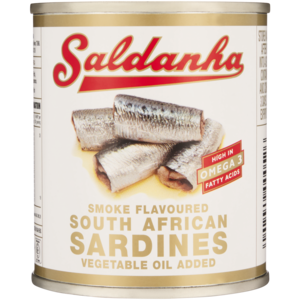 Saldanha
HIGH IN
OMEGA 3
FATTY ACIDS
SMOKE FLAVOURED
SOUTH AFRICAN
SARDINES
VEGETABLE OIL ADDED